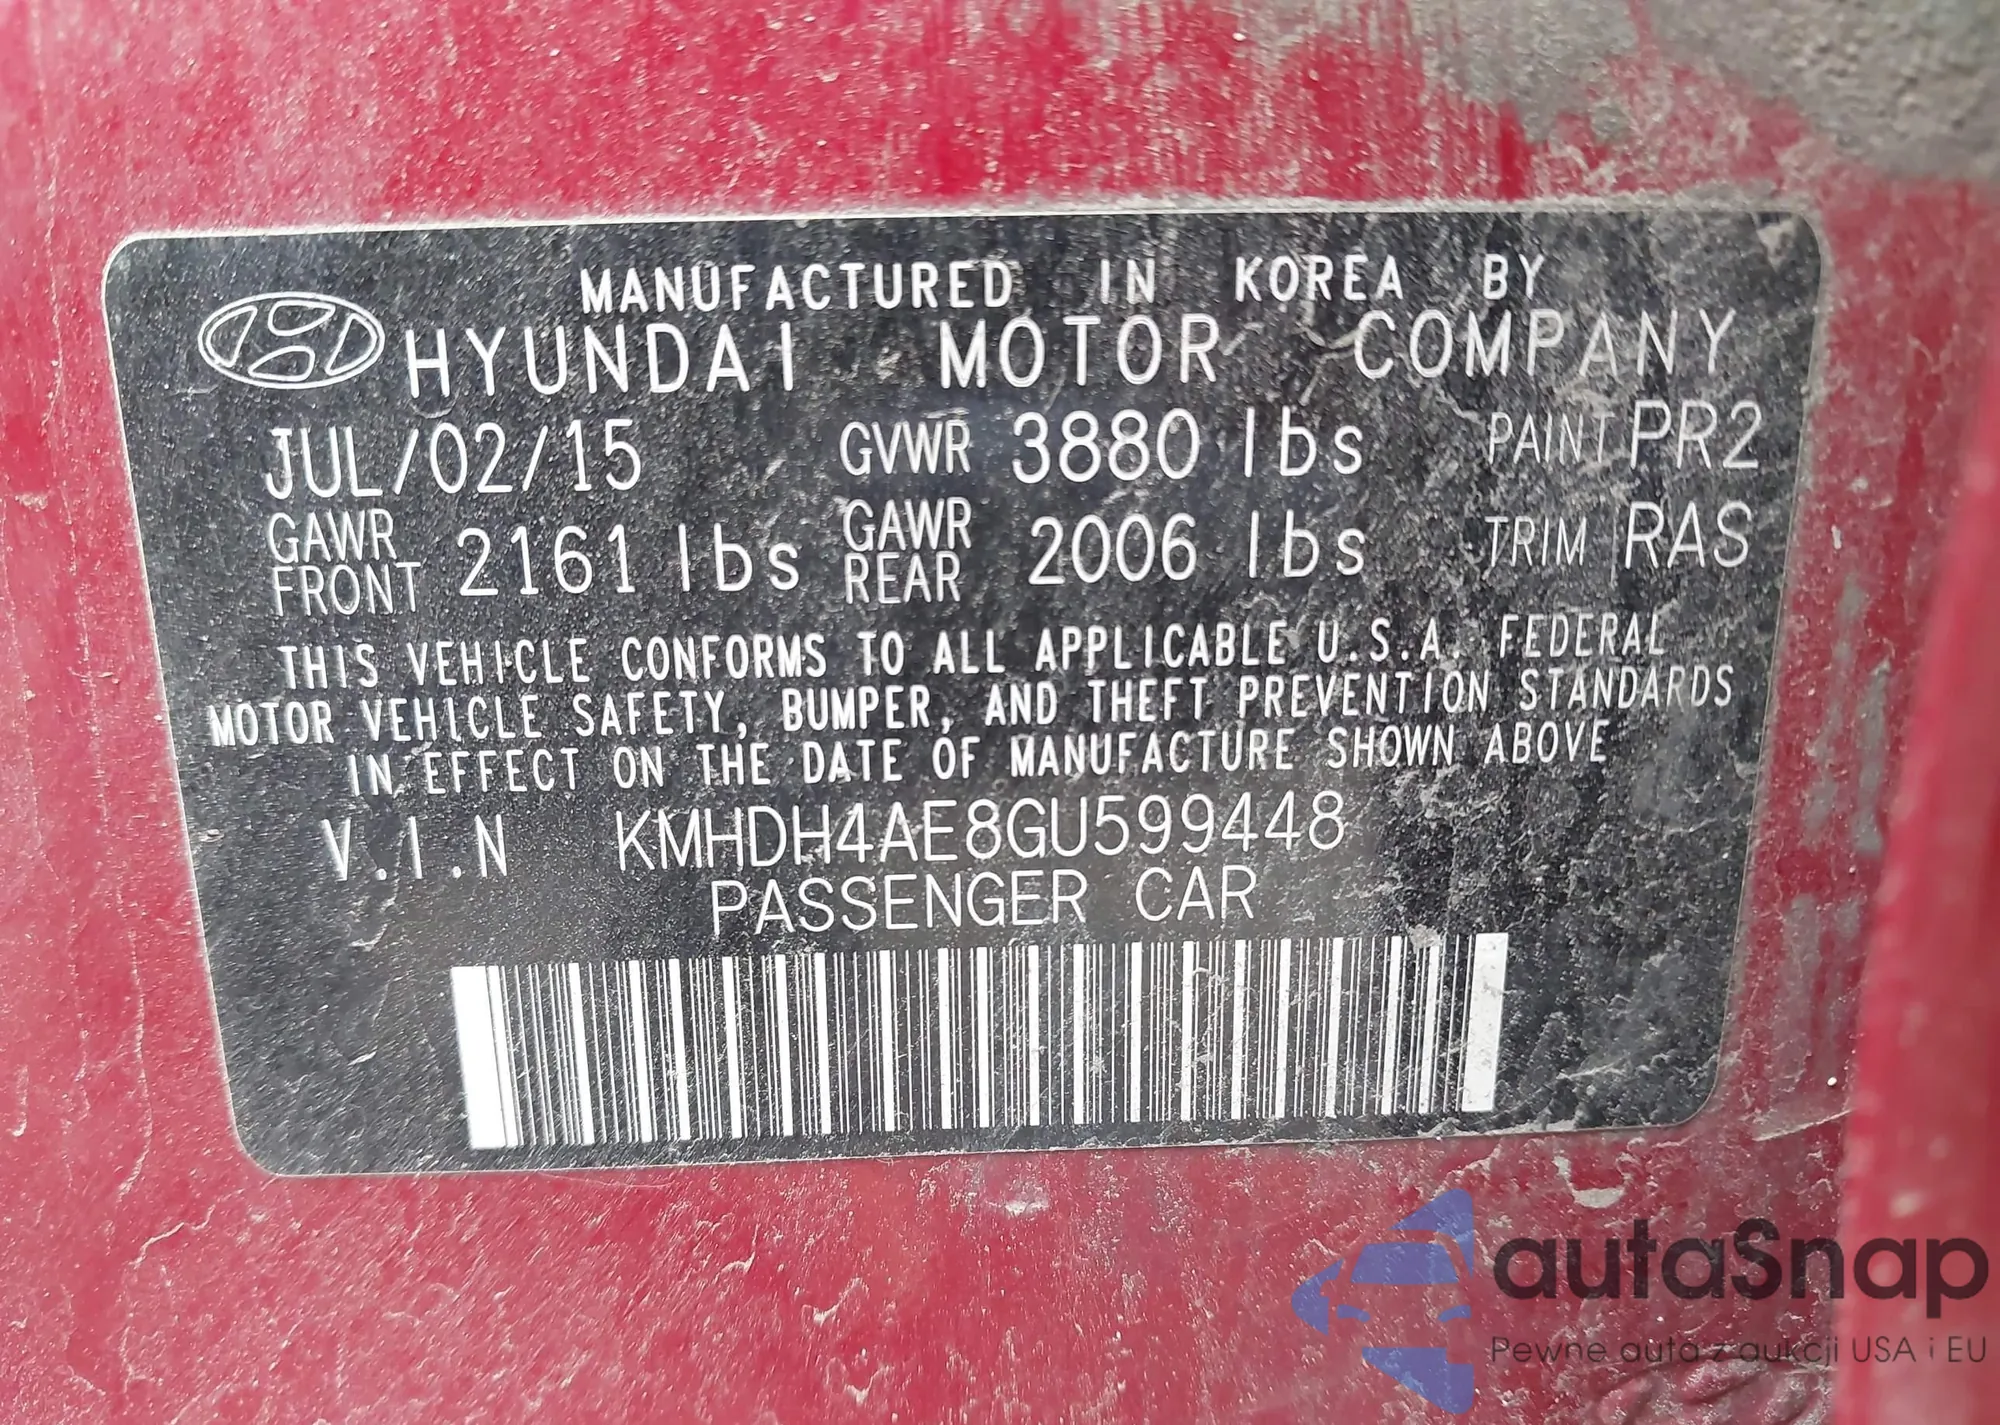 MANUFACTURED IN KOREA BY
HYUNDAI MOTOR COMPANY
JUL/02/15 GVWR 3880 lbs PAINT PR2
GAWR FRONT 2161 lbs GAWR REAR 2006 lbs TRIM RAS
THIS VEHICLE CONFORMS TO ALL APPLICABLE U.S.A. FEDERAL
MOTOR VEHICLE SAFETY, BUMPER, AND THEFT PREVENTION STANDARDS
IN EFFECT ON THE DATE OF MANUFACTURE SHOWN ABOVE
V.I.N KMHDH4AE8GU599448
PASSENGER CAR
autaSnap
Pewne auta z aukcji USA i EU